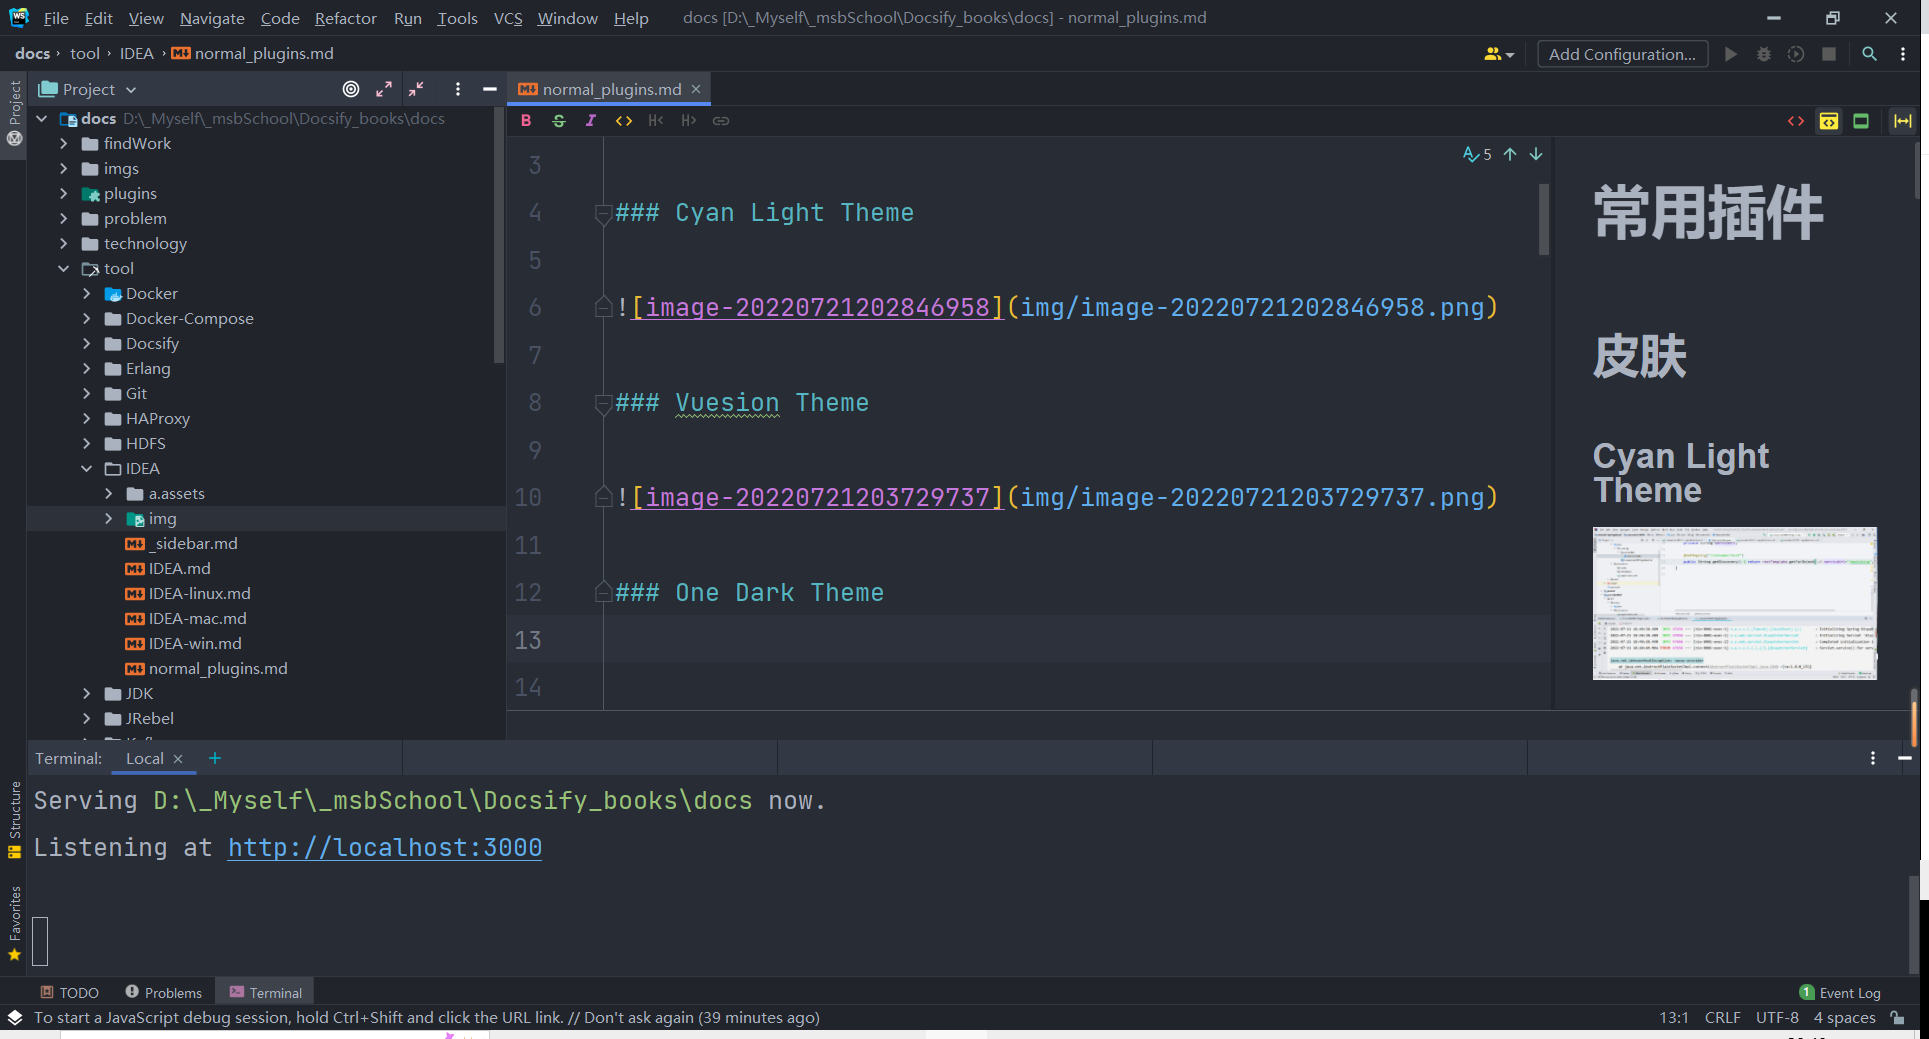 WS File Edit View Navigate Code Refactor Run Tools VCS Window Help docs [D:\_Myself\_msbSchool\Docsify_books\docs] - normal_plugins.md
docs › tool › IDEA › normal_plugins.md Add Configuration...
Project
Project
normal_plugins.md
docs D:\_Myself\_msbSchool\Docsify_books\docs
findWork
imgs
plugins
problem
technology
tool
Docker
Docker-Compose
Docsify
Erlang
Git
HAProxy
HDFS
IDEA
a.assets
img
_sidebar.md
IDEA.md
IDEA-linux.md
IDEA-mac.md
IDEA-win.md
normal_plugins.md
JDK
JRebel
B S I <> H< H>
5
3
4 ### Cyan Light Theme
5
6 ![image-20220721202846958](img/image-20220721202846958.png)
7
8 ### Vuesion Theme
9
10 ![image-20220721203729737](img/image-20220721203729737.png)
11
12 ### One Dark Theme
13
14
常用插件
皮肤
Cyan Light
Theme
Terminal: Local +
Serving D:\_Myself\_msbSchool\Docsify_books\docs now.
Listening at http://localhost:3000
Structure
Favorites
TODO Problems Terminal 1 Event Log
To start a JavaScript debug session, hold Ctrl+Shift and click the URL link. // Don't ask again (39 minutes ago) 13:1 CRLF UTF-8 4 spaces